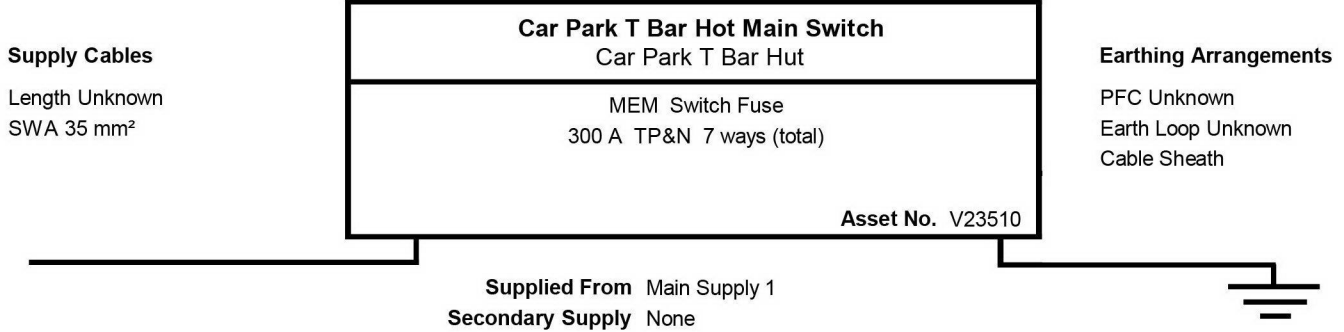 Car Park T Bar Hot Main Switch
Car Park T Bar Hut
Supply Cables
Length Unknown
SWA 35 mm²
MEM Switch Fuse
300 A TP&N 7 ways (total)
Asset No. V23510
Earthing Arrangements
PFC Unknown
Earth Loop Unknown
Cable Sheath
Supplied From Main Supply 1
Secondary Supply None